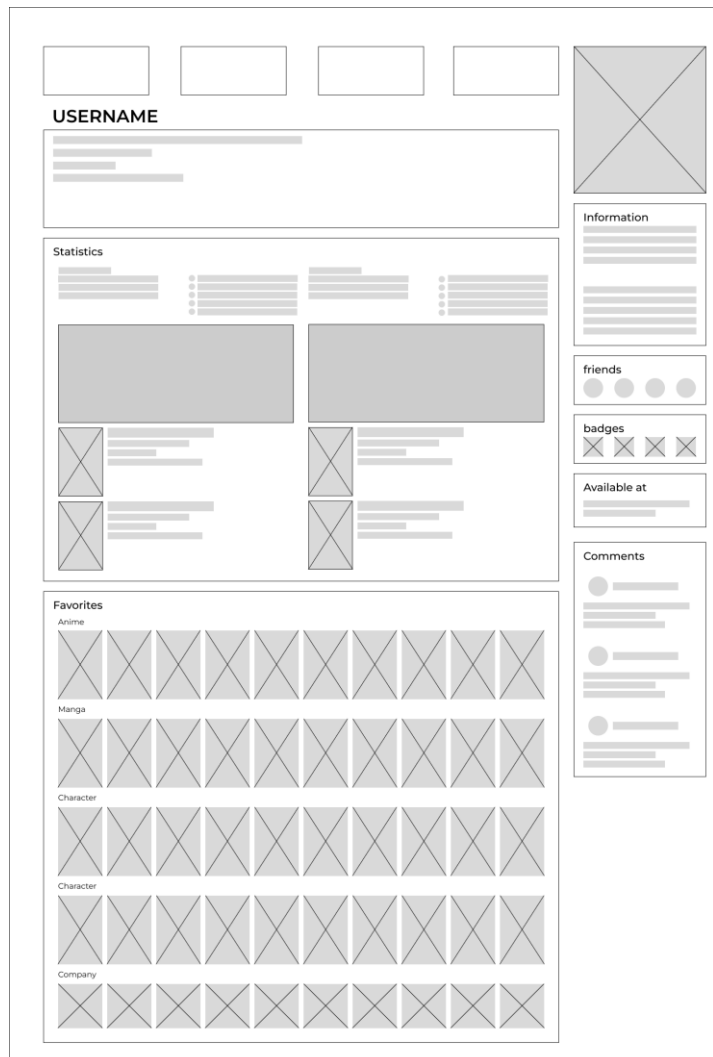 USERNAME
Statistics
Favorites
Anime
Manga
Character
Character
Company
Information
friends
badges
Available at
Comments